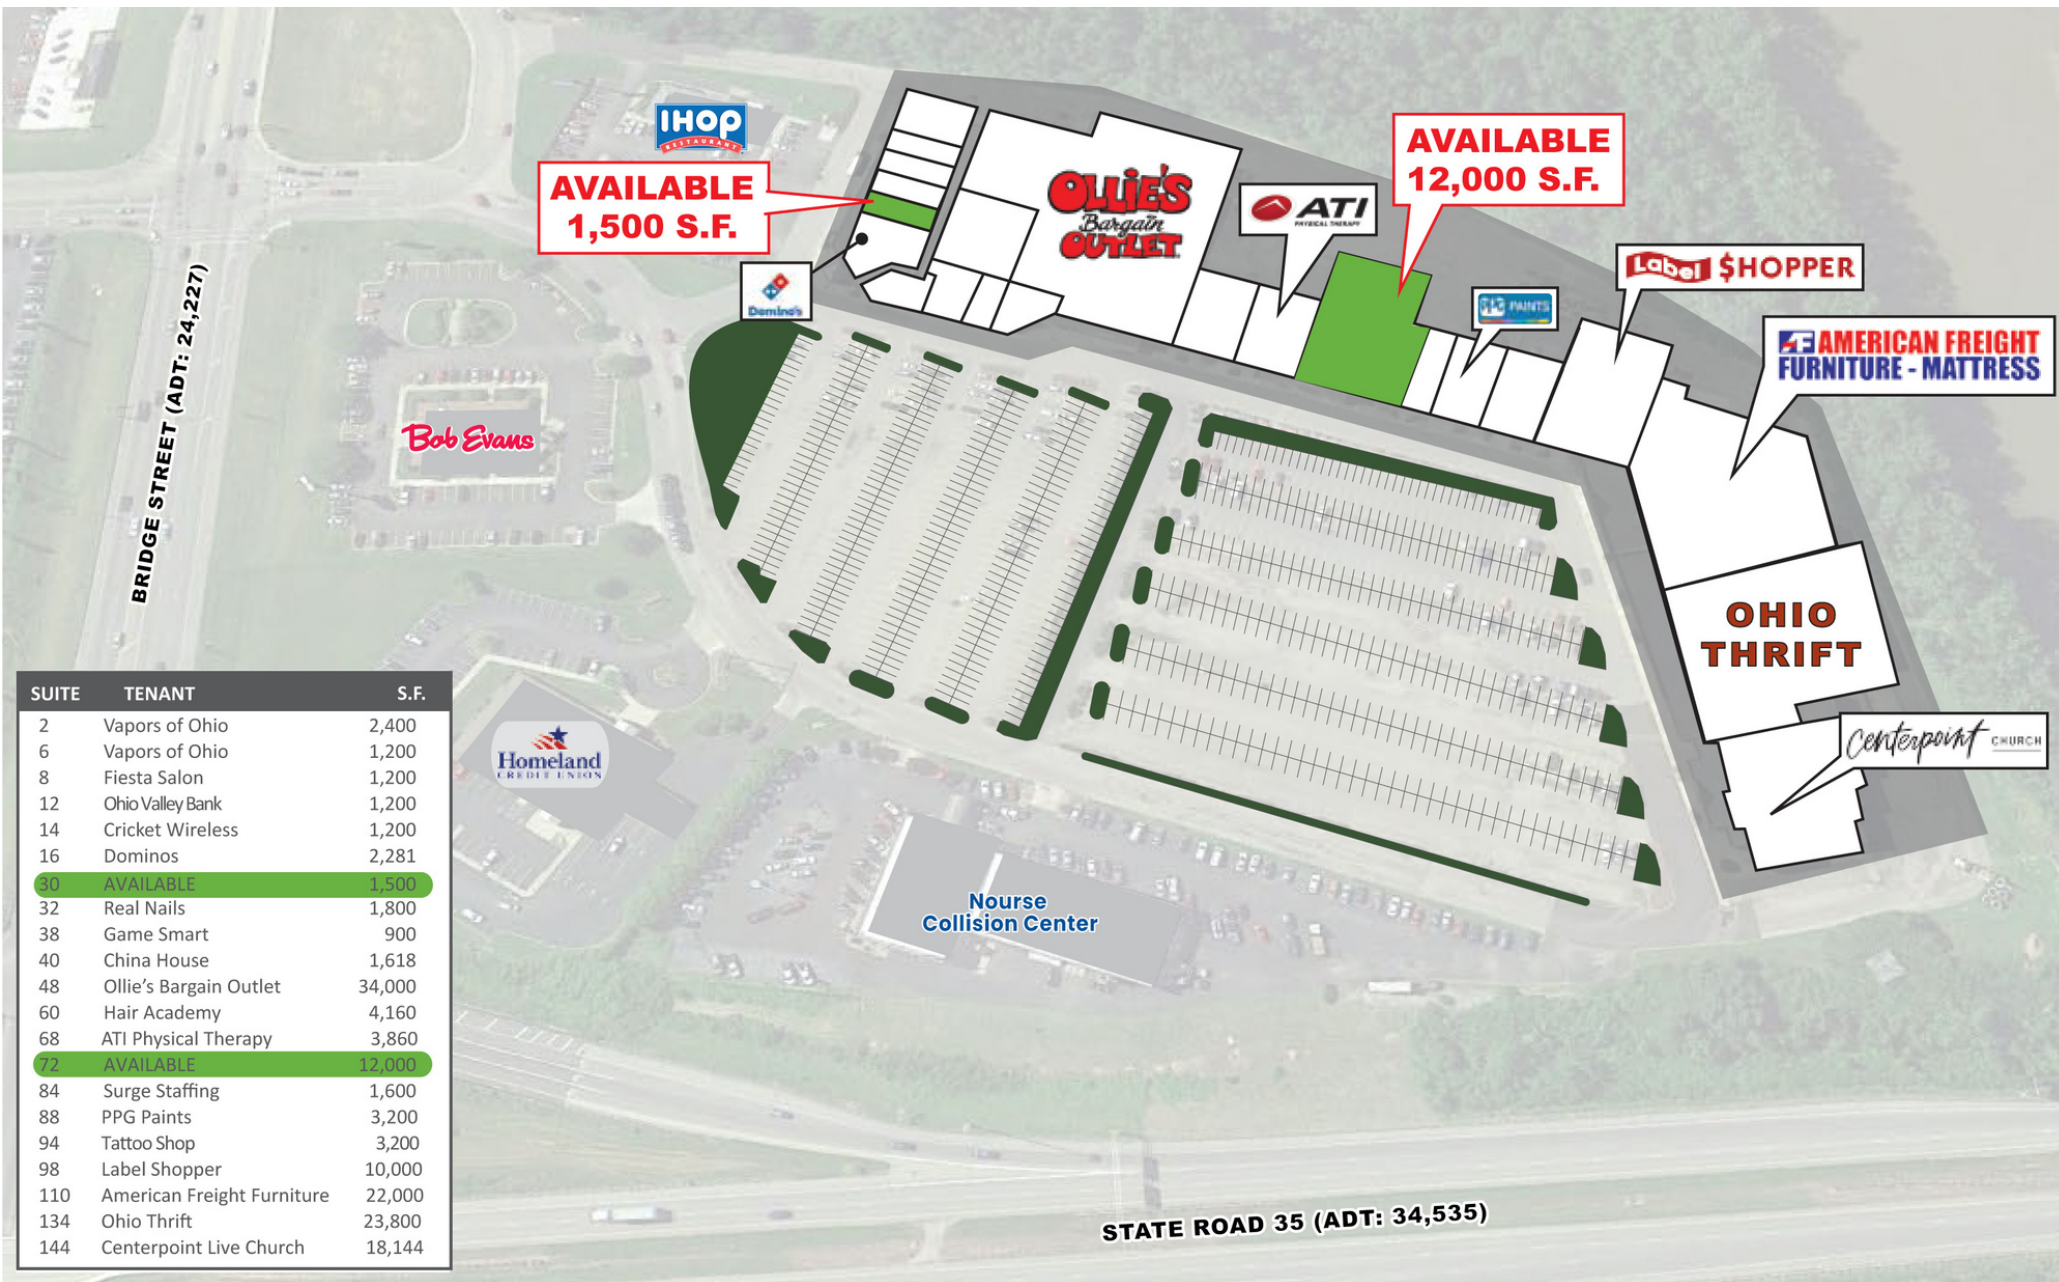 IHOP
RESTAURANT
AVAILABLE
1,500 S.F.
Domino's
OLLIE'S
Bargain
OUTLET
ATI
PHYSICAL THERAPY
AVAILABLE
12,000 S.F.
PPG PAINTS
Label $HOPPER
AF AMERICAN FREIGHT
FURNITURE - MATTRESS
BRIDGE STREET (ADT: 24,227)
Bob Evans
OHIO
THRIFT
Centerpoint CHURCH
Homeland
CREDIT UNION
Nourse
Collision Center
STATE ROAD 35 (ADT: 34,535)
SUITE TENANT S.F.
2 Vapors of Ohio 2,400
6 Vapors of Ohio 1,200
8 Fiesta Salon 1,200
12 Ohio Valley Bank 1,200
14 Cricket Wireless 1,200
16 Dominos 2,281
30 AVAILABLE 1,500
32 Real Nails 1,800
38 Game Smart 900
40 China House 1,618
48 Ollie's Bargain Outlet 34,000
60 Hair Academy 4,160
68 ATI Physical Therapy 3,860
72 AVAILABLE 12,000
84 Surge Staffing 1,600
88 PPG Paints 3,200
94 Tattoo Shop 3,200
98 Label Shopper 10,000
110 American Freight Furniture 22,000
134 Ohio Thrift 23,800
144 Centerpoint Live Church 18,144